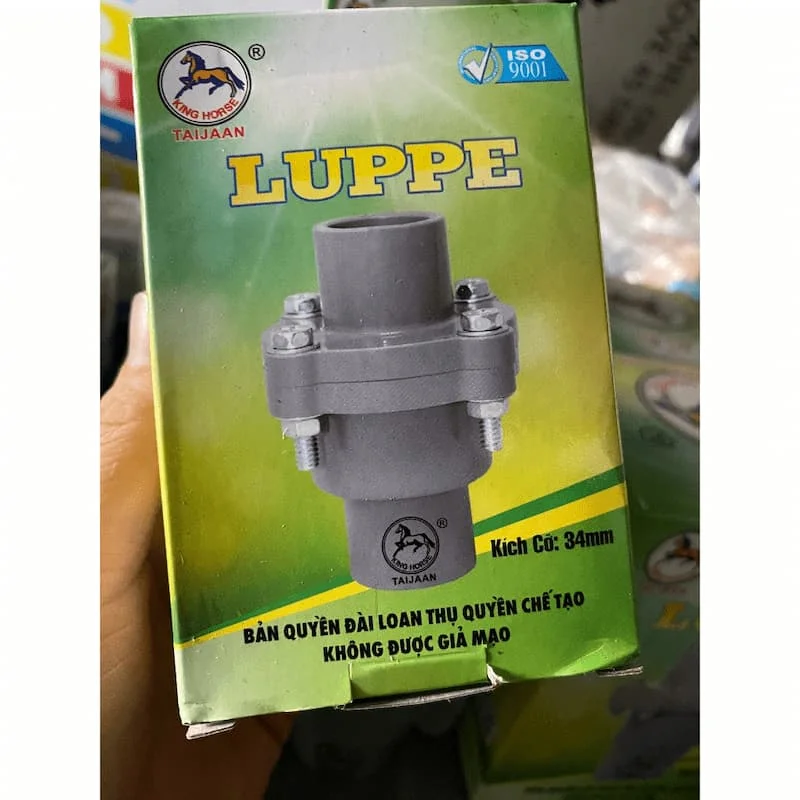 KING HORSE
®
TAIJAAN
ISO
9001
LUPPE
KING HORSE
®
TAIJAAN
Kích Cỡ: 34mm
BẢN QUYỀN ĐÀI LOAN THỤ QUYỀN CHẾ TẠO
KHÔNG ĐƯỢC GIẢ MẠO